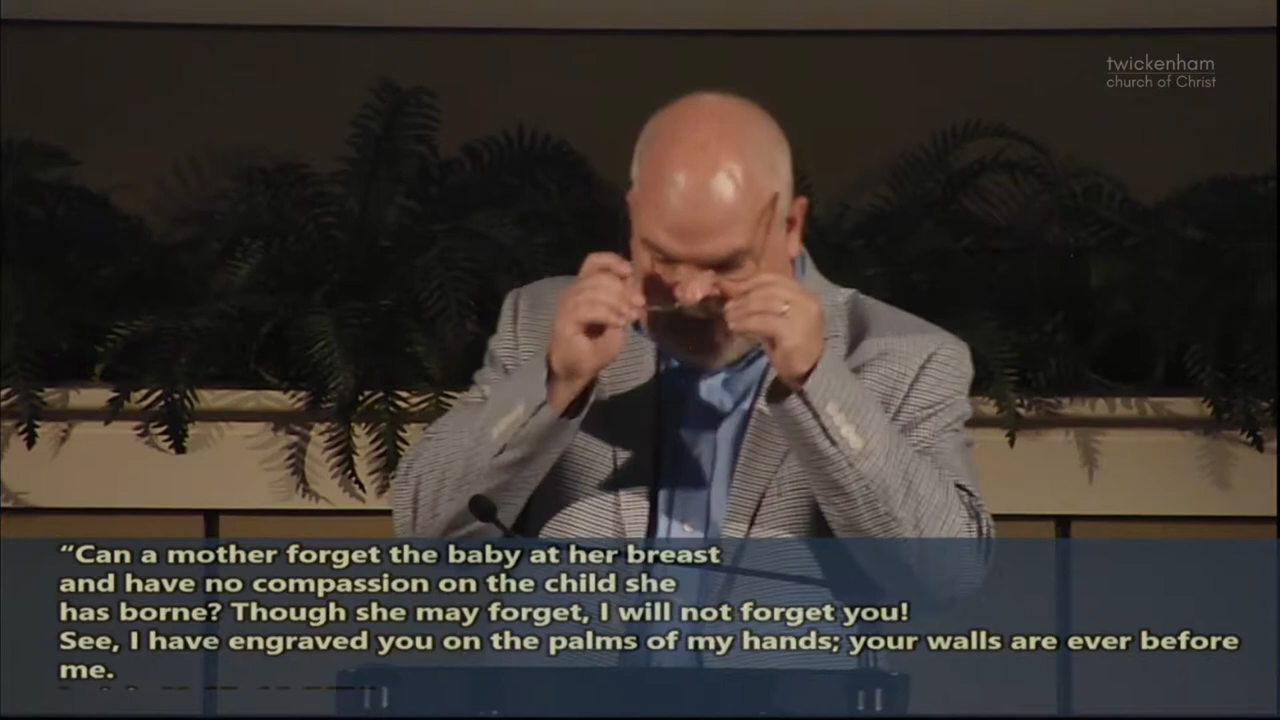 twickenham
church of Christ
“Can a mother forget the baby at her breast
and have no compassion on the child she
has borne? Though she may forget, I will not forget you!
See, I have engraved you on the palms of my hands; your walls are ever before
me.